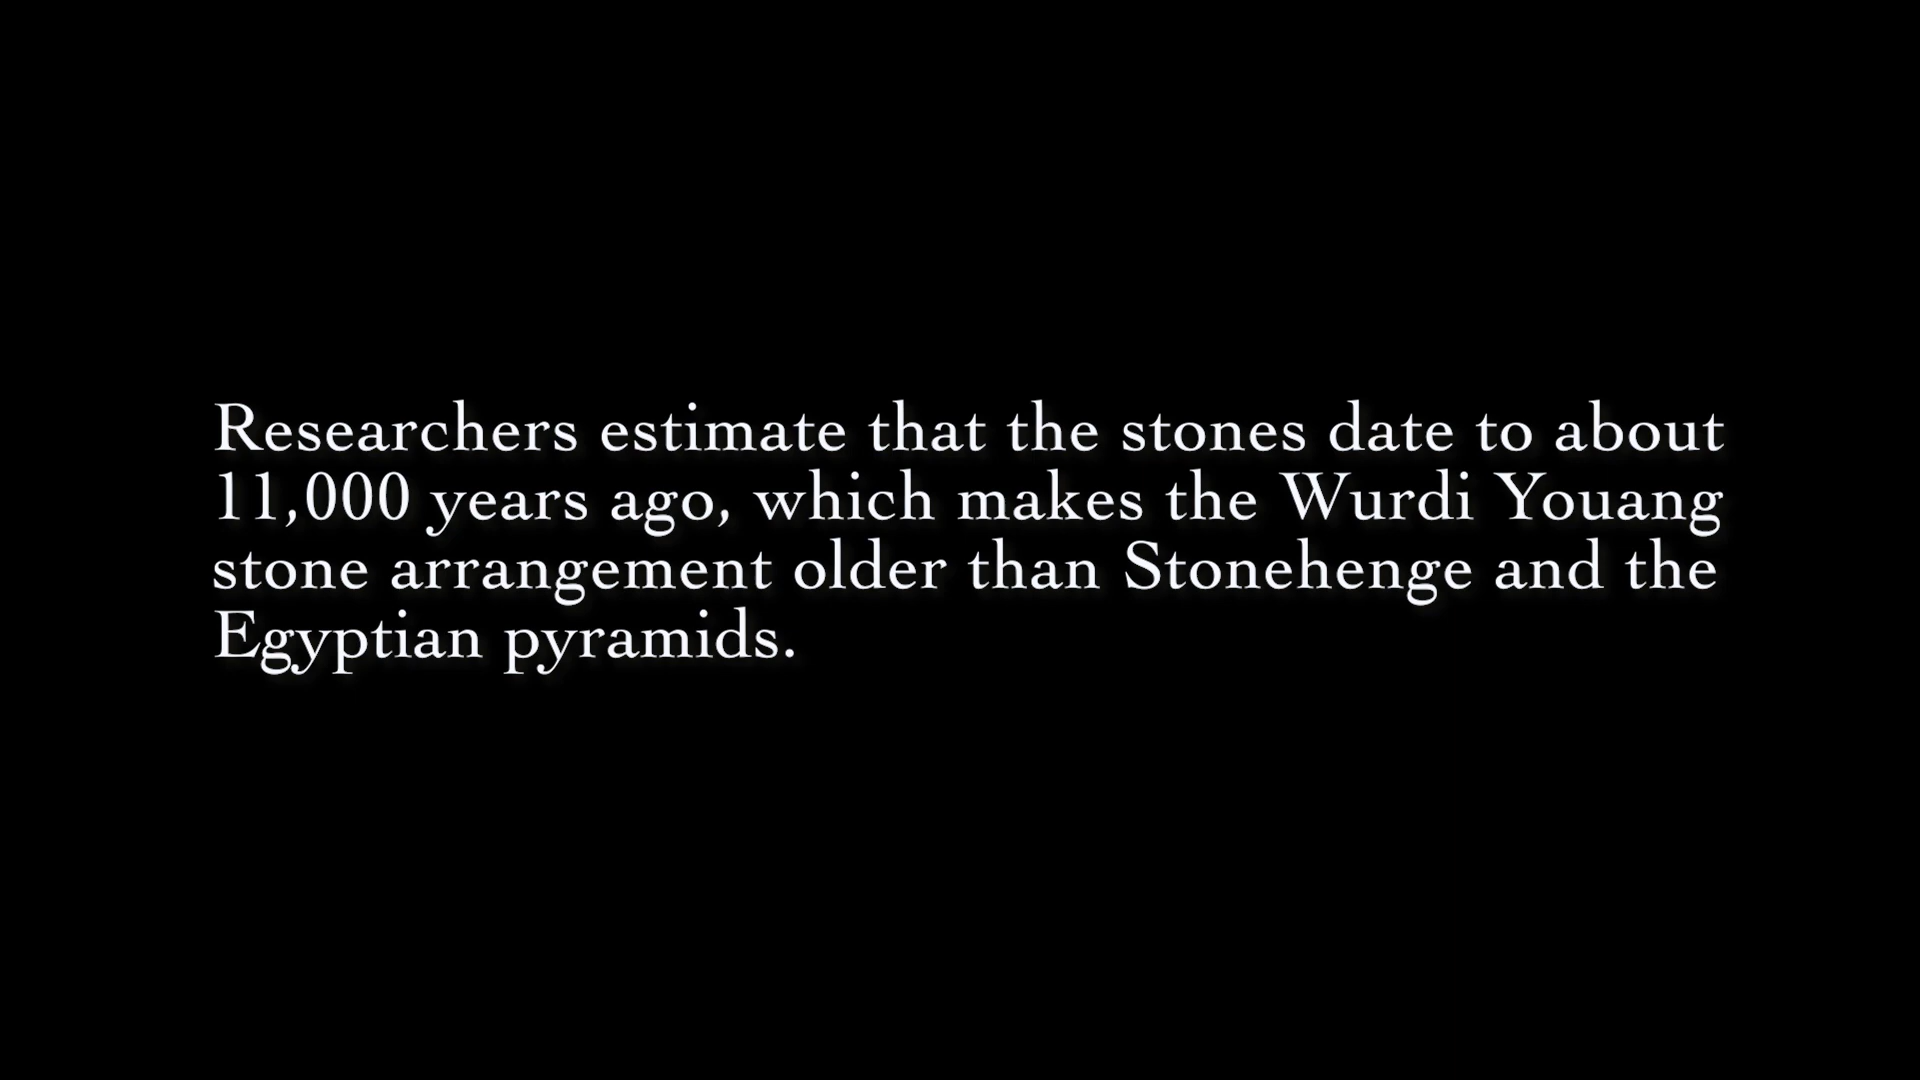 Researchers estimate that the stones date to about
11,000 years ago, which makes the Wurdi Youang
stone arrangement older than Stonehenge and the
Egyptian pyramids.